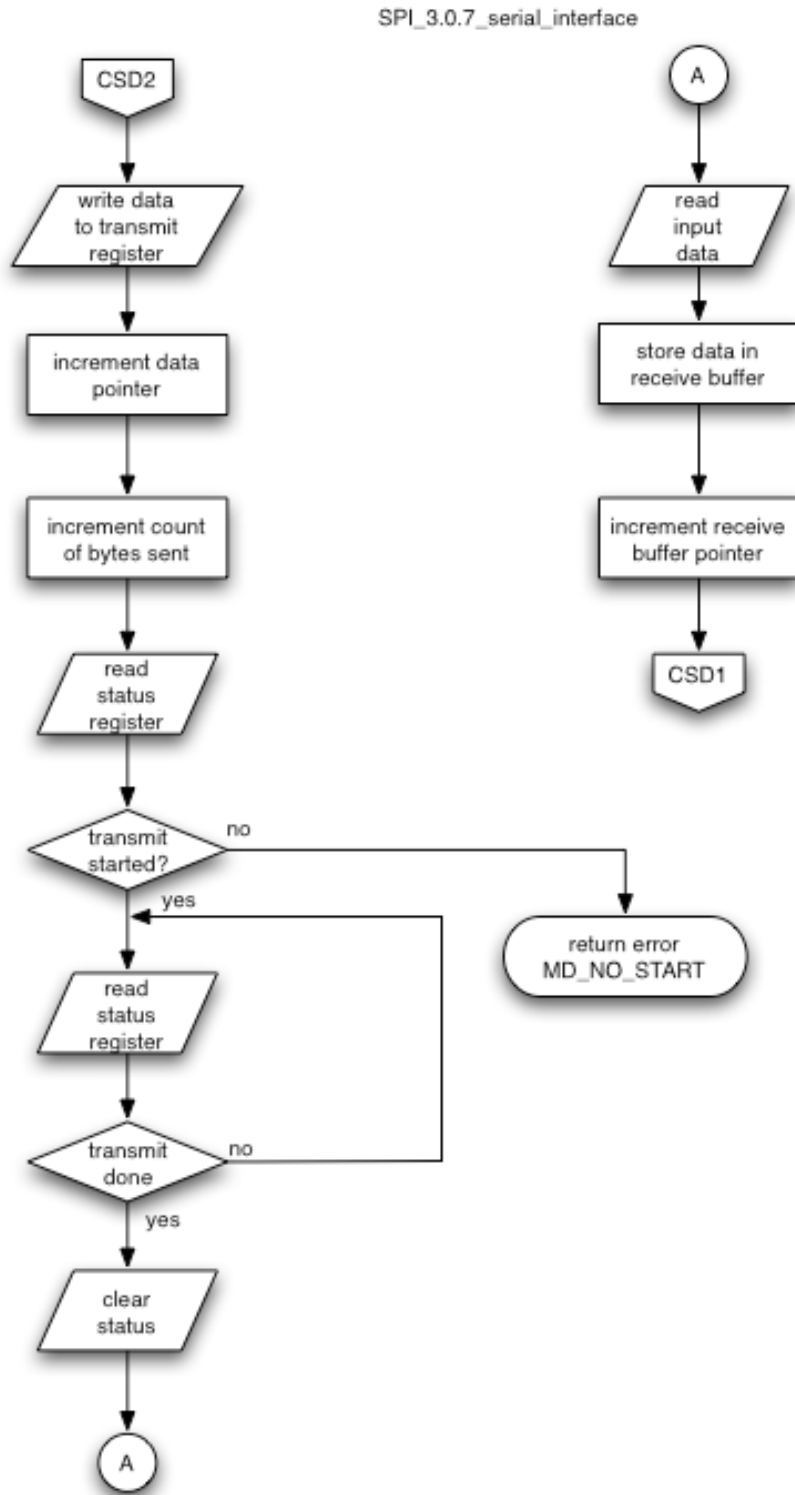 SPI_3.0.7_serial_interface
CSD2
write data
to transmit
register
increment data
pointer
increment count
of bytes sent
read
status
register
transmit
started?
no
yes
return error
MD_NO_START
read
status
register
transmit
done
no
yes
clear
status
A
A
read
input
data
store data in
receive buffer
increment receive
buffer pointer
CSD1